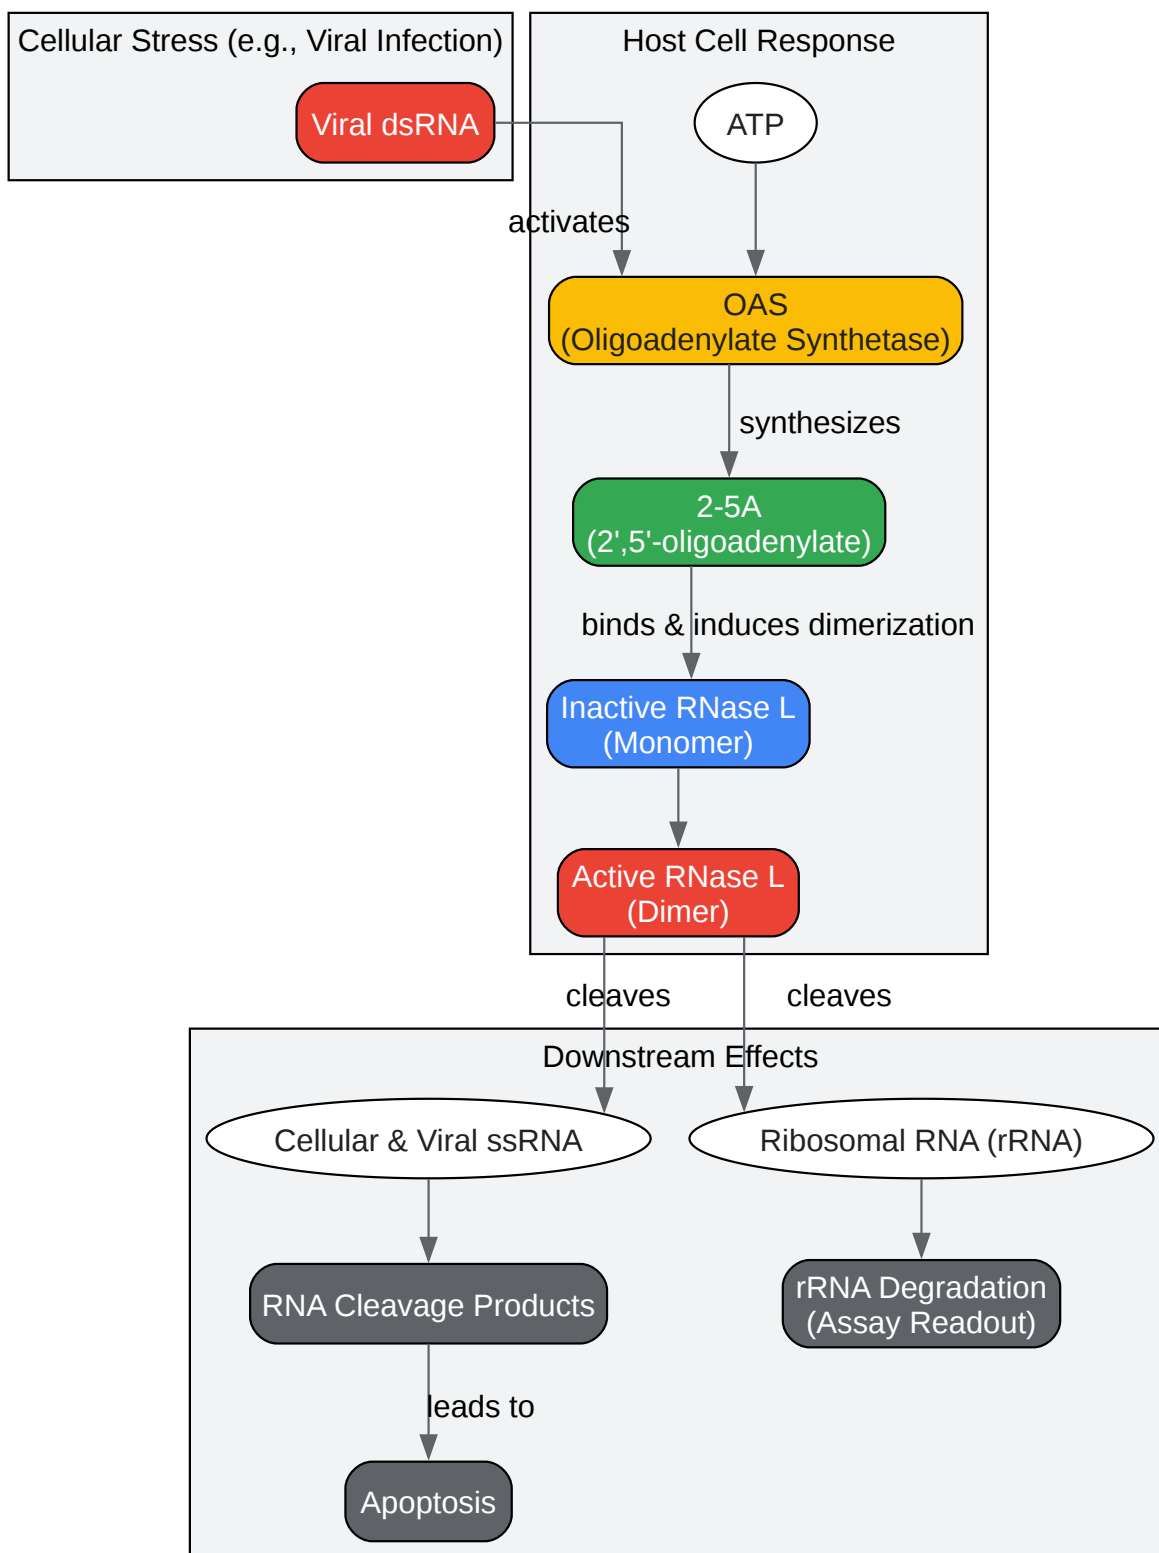 Cellular Stress (e.g., Viral Infection)
Host Cell Response
Viral dsRNA
ATP
activates
OAS
(Oligoadenylate Synthetase)
synthesizes
2-5A
(2',5'-oligoadenylate)
binds & induces dimerization
Inactive RNase L
(Monomer)
Active RNase L
(Dimer)
cleaves
cleaves
Downstream Effects
Cellular & Viral ssRNA
Ribosomal RNA (rRNA)
RNA Cleavage Products
rRNA Degradation
(Assay Readout)
leads to
Apoptosis